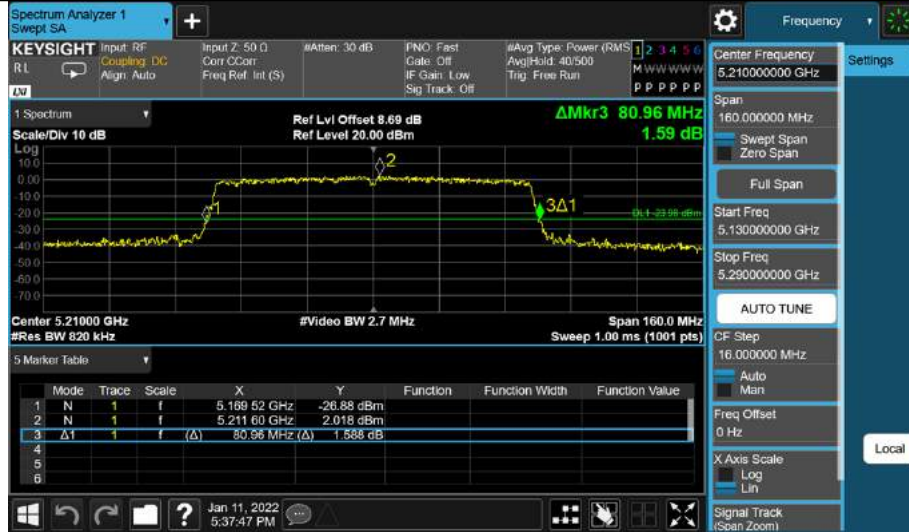 Spectrum Analyzer 1
Swept SA
+
Frequency
KEYSIGHT
RL
LXI
Input: RF
Coupling: DC
Align: Auto
Input Z: 50 Ω
Corr CCorr
Freq Ref: Int (S)
#Atten: 30 dB
PNO: Fast
Gate: Off
IF Gain: Low
Sig Track: Off
#Avg Type: Power (RMS
Avg|Hold: 40/500
Trig: Free Run
1 2 3 4 5 6
M W W W W W
P P P P P P
1 Spectrum
Scale/Div 10 dB
Ref Lvl Offset 8.69 dB
Ref Level 20.00 dBm
ΔMkr3 80.96 MHz
1.59 dB
Log
10.0
0.00
-10.0
-20.0
-30.0
-40.0
-50.0
-60.0
-70.0
2
1
3Δ1
DL1 -23.98 dBm
Center 5.21000 GHz
#Res BW 820 kHz
#Video BW 2.7 MHz
Span 160.0 MHz
Sweep 1.00 ms (1001 pts)
5 Marker Table
Mode Trace Scale X Y Function Function Width Function Value
1 N 1 f 5.169 52 GHz -26.88 dBm
2 N 1 f 5.211 60 GHz 2.018 dBm
3 Δ1 1 f (Δ) 80.96 MHz (Δ) 1.588 dB
4
5
6
?
Jan 11, 2022
5:37:47 PM
Center Frequency
5.210000000 GHz
Settings
Span
160.000000 MHz
Swept Span
Zero Span
Full Span
Start Freq
5.130000000 GHz
Stop Freq
5.290000000 GHz
AUTO TUNE
CF Step
16.000000 MHz
Auto
Man
Freq Offset
0 Hz
Local
X Axis Scale
Log
Lin
Signal Track
(Span Zoom)